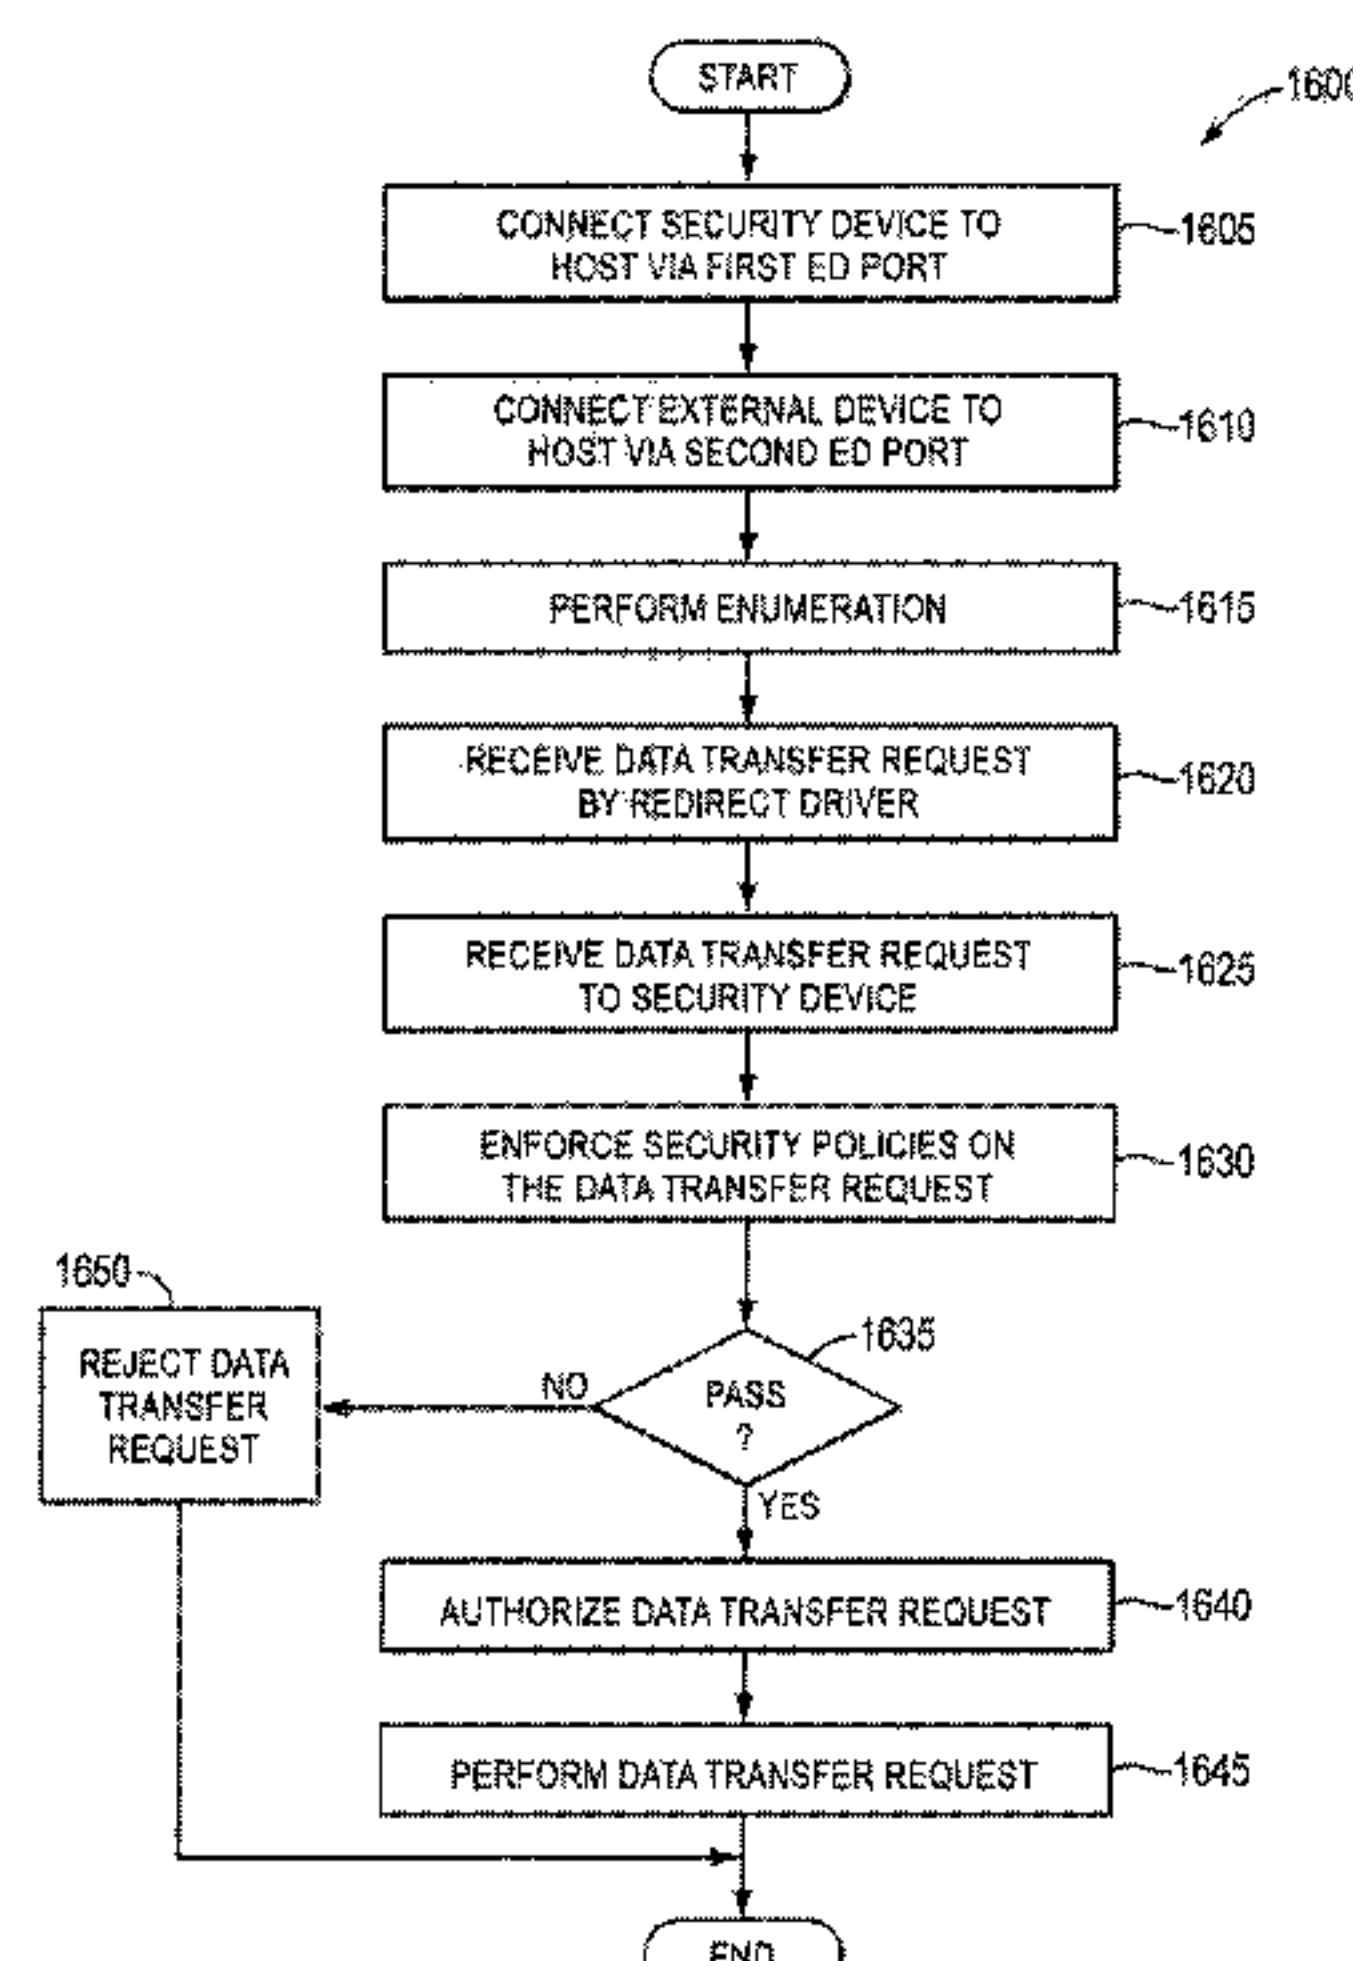 START
1600
CONNECT SECURITY DEVICE TO
HOST VIA FIRST ED PORT
1605
CONNECT EXTERNAL DEVICE TO
HOST VIA SECOND ED PORT
1610
PERFORM ENUMERATION
1615
RECEIVE DATA TRANSFER REQUEST
BY REDIRECT DRIVER
1620
RECEIVE DATA TRANSFER REQUEST
TO SECURITY DEVICE
1625
ENFORCE SECURITY POLICIES ON
THE DATA TRANSFER REQUEST
1630
1650
REJECT DATA
TRANSFER
REQUEST
NO
PASS
?
1635
YES
AUTHORIZE DATA TRANSFER REQUEST
1640
PERFORM DATA TRANSFER REQUEST
1645
END